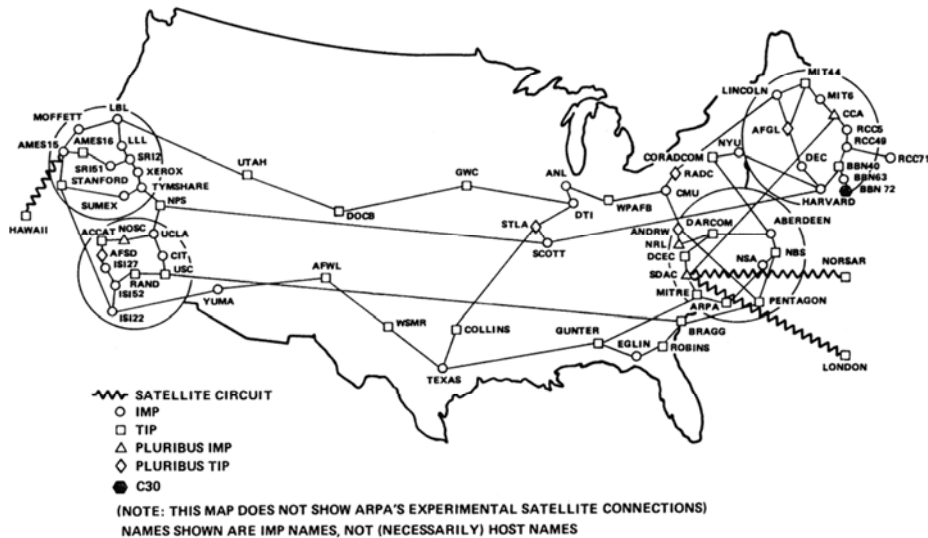 MIT44
LINCOLN
MIT6
CCA
MOFFETT
LBL
AFGL
RCC5
AMES16
LLL
NYU
RCC49
AMES15
SRI2
CORADCOM
DEC
RCC71
SRI51
XEROX
UTAH
GWC
ANL
RADC
BBN40
STANFORD
TYMSHARE
BBN63
SUMEX
NPS
WPAFB
CMU
HARVARD
BBN 72
HAWAII
DOCB
DTI
ABERDEEN
STLA
ANDRW
DARCOM
ACCAT
NOSC
UCLA
SCOTT
NRL
AFSD
CIT
DCEC
NSA
NBS
ISI27
AFWL
SDAC
NORSAR
RAND
USC
ISI52
MITRE
YUMA
ARPA
PENTAGON
ISI22
WSMR
COLLINS
GUNTER
BRAGG
EGLIN
ROBINS
TEXAS
LONDON
SATELLITE CIRCUIT
IMP
TIP
PLURIBUS IMP
PLURIBUS TIP
C30
(NOTE: THIS MAP DOES NOT SHOW ARPA'S EXPERIMENTAL SATELLITE CONNECTIONS)
NAMES SHOWN ARE IMP NAMES, NOT (NECESSARILY) HOST NAMES